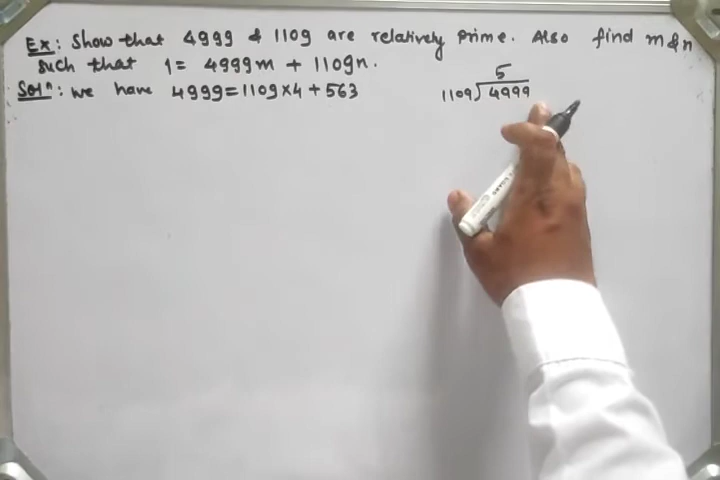 Ex: Show that 4999 & 1109 are relatively prime. Also find m & n
such that 1 = 4999m + 1109n.
Solⁿ: we have 4999=1109×4+563
5
1109) 4999